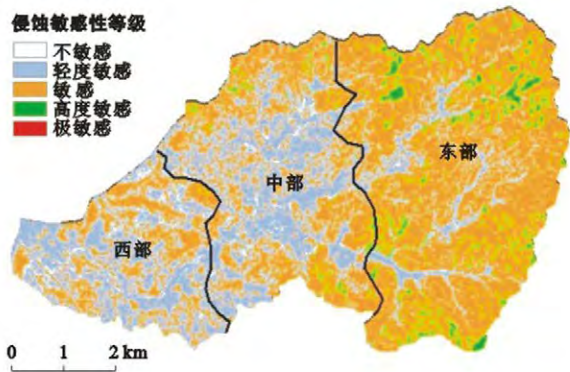 侵蚀敏感性等级
不敏感
轻度敏感
敏感
高度敏感
极敏感
东部
中部
西部
0 1 2 km